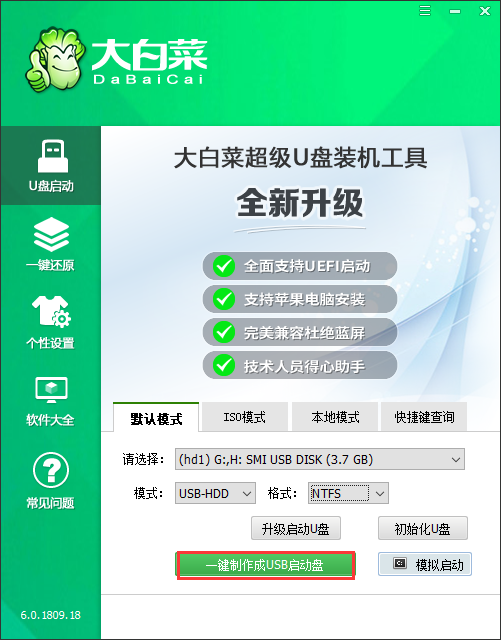 大白菜
DaBaiCai
U盘启动
一键还原
个性设置
软件大全
常见问题
6.0.1809.18
大白菜超级U盘装机工具
全新升级
全面支持UEFI启动
支持苹果电脑安装
完美兼容杜绝蓝屏
技术人员得心助手
默认模式 ISO模式 本地模式 快捷键查询
请选择： (hd1) G:,H: SMI USB DISK (3.7 GB)
模式： USB-HDD 格式： NTFS
升级启动U盘 初始化U盘
一键制作成USB启动盘 模拟启动